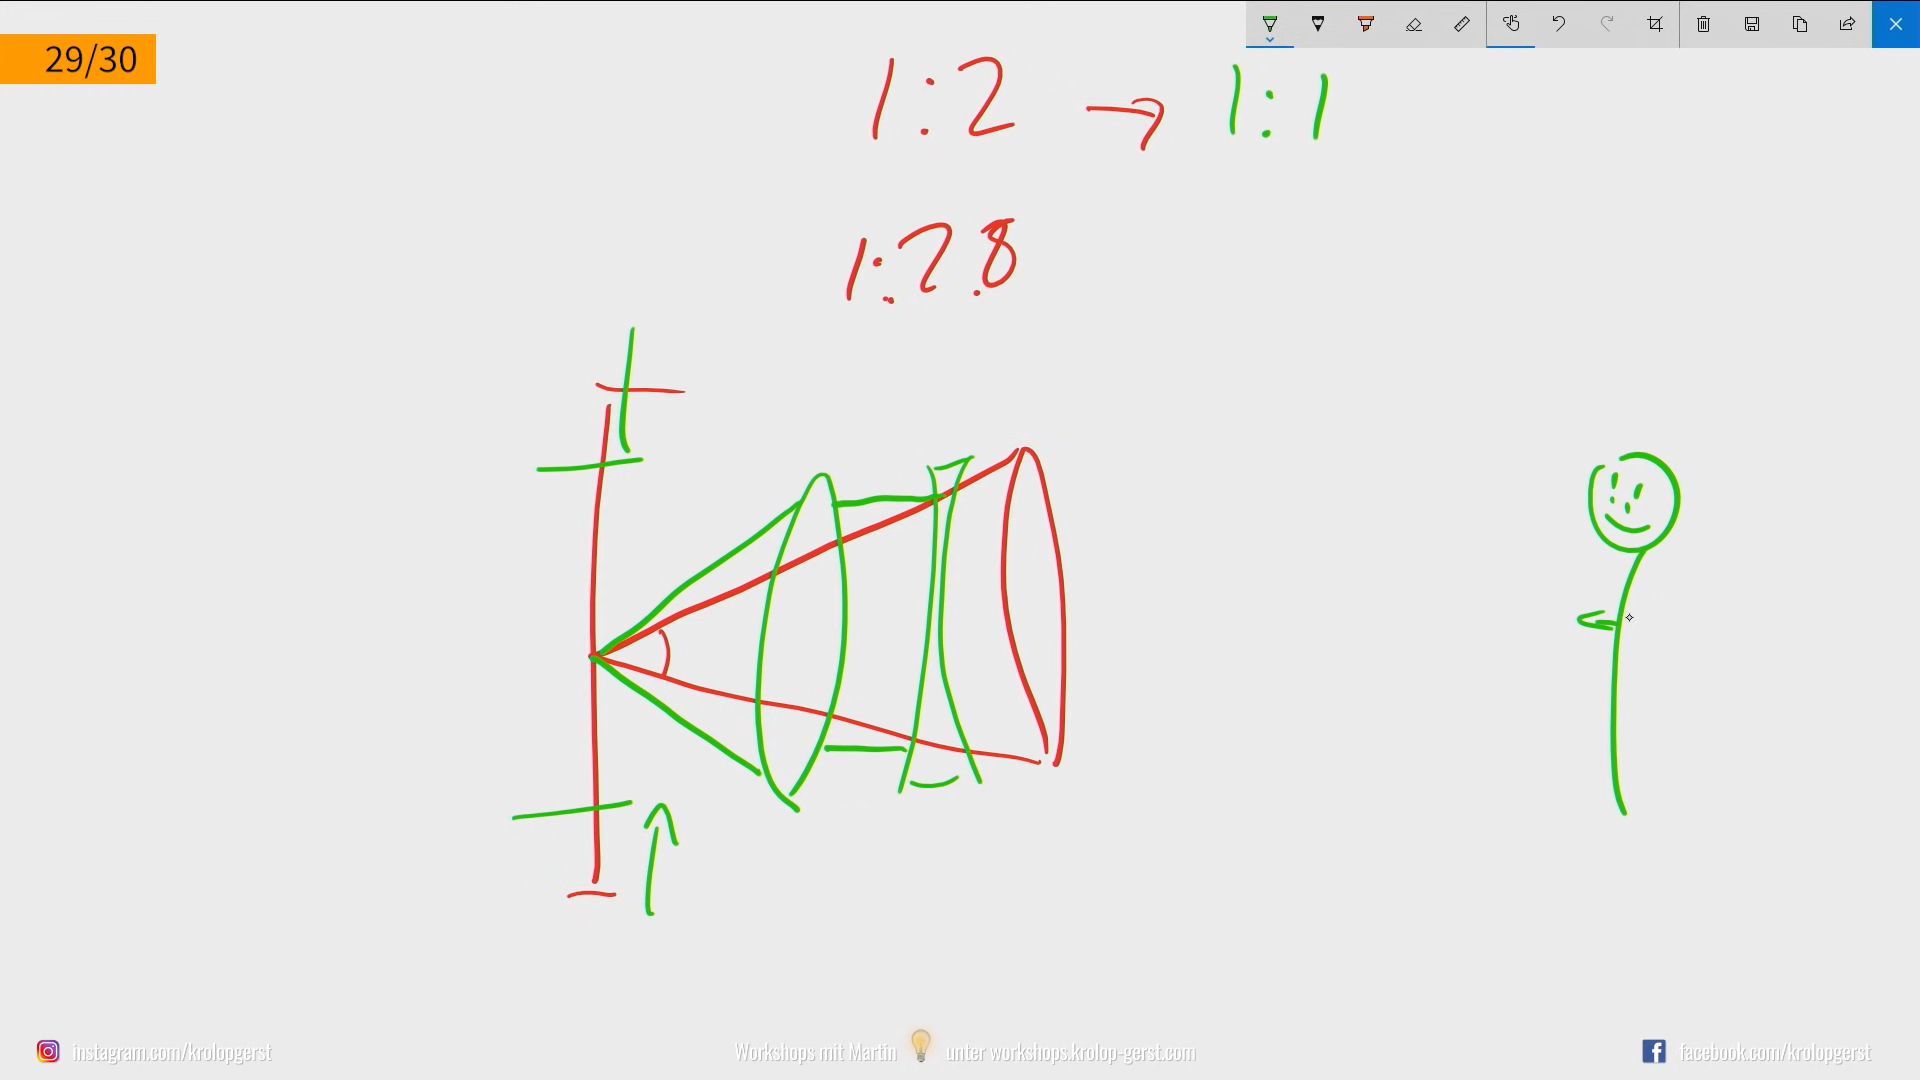 29/30
1:2 → 1:1
1:2.8
instagram.com/krolopgerst
Workshops mit Martin unter workshops.krolop-gerst.com
facebook.com/krolopgerst